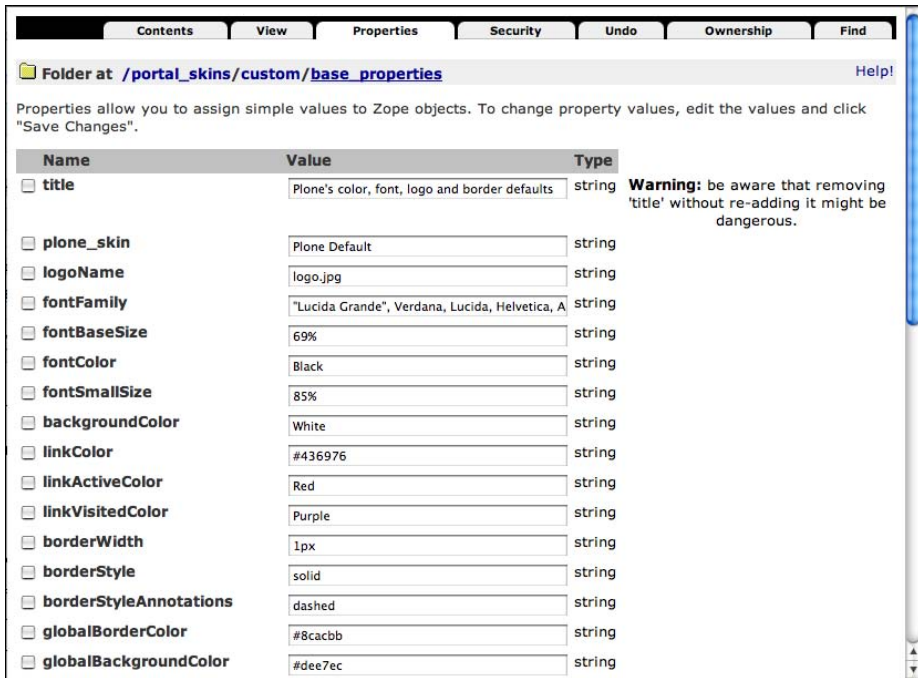 Contents View Properties Security Undo Ownership Find
Folder at /portal_skins/custom/base_properties Help!
Properties allow you to assign simple values to Zope objects. To change property values, edit the values and click
"Save Changes".
Name Value Type
title Plone's color, font, logo and border defaults string Warning: be aware that removing
'title' without re-adding it might be
dangerous.
plone_skin Plone Default string
logoName logo.jpg string
fontFamily "Lucida Grande", Verdana, Lucida, Helvetica, A string
fontBaseSize 69% string
fontColor Black string
fontSmallSize 85% string
backgroundColor White string
linkColor #436976 string
linkActiveColor Red string
linkVisitedColor Purple string
borderWidth 1px string
borderStyle solid string
borderStyleAnnotations dashed string
globalBorderColor #8cacbb string
globalBackgroundColor #dee7ec string